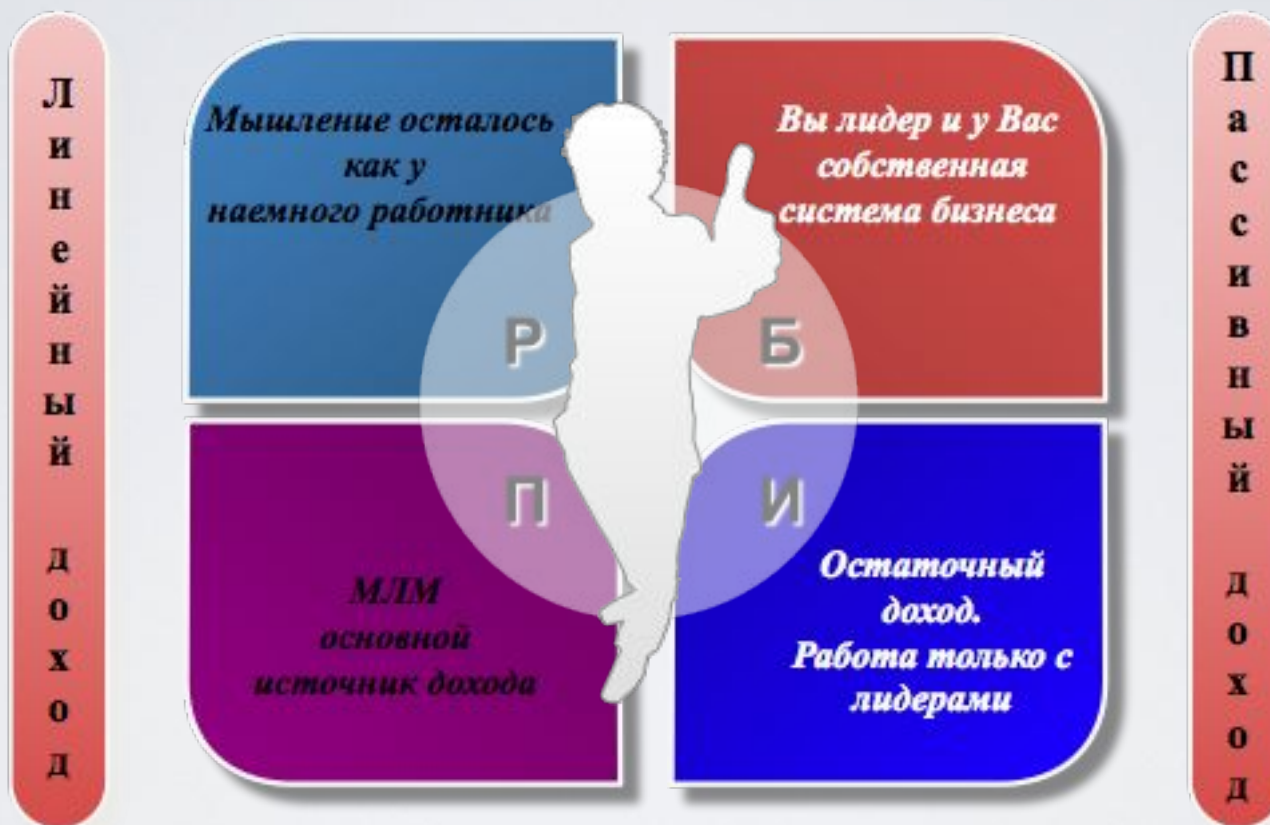 Линейный доход
Мышление осталось
как у
наемного работника
Р
Вы лидер и у Вас
собственная
система бизнеса
Б
П
МЛМ
основной
источник дохода
И
Остаточный
доход.
Работа только с
лидерами
Пассивный доход